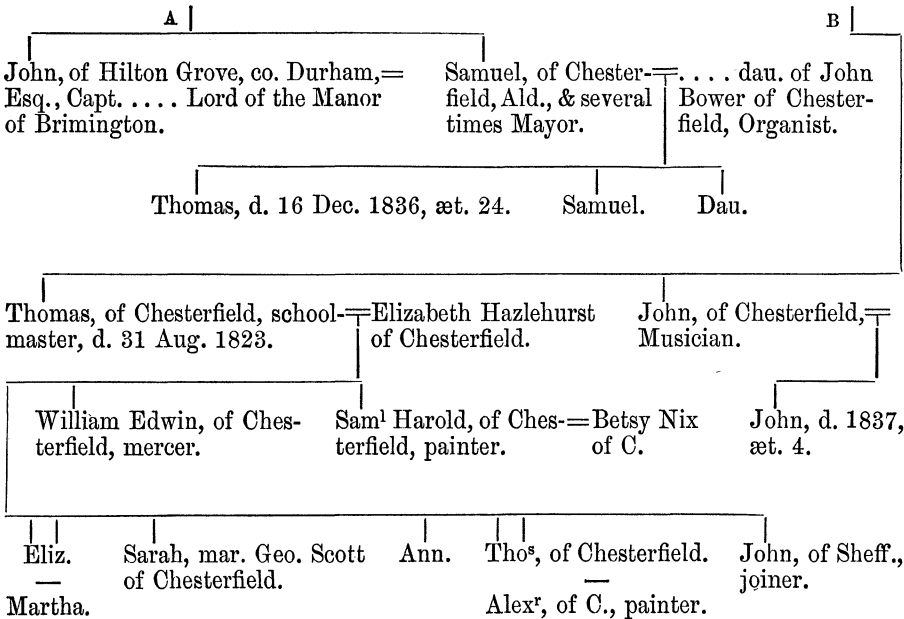 A B
John, of Hilton Grove, co. Durham,=
Esq., Capt. . . . . Lord of the Manor
of Brimington.
Samuel, of Chester-
field, Ald., & several
times Mayor.
. . . . dau. of John
Bower of Chester-
field, Organist.
Thomas, d. 16 Dec. 1836, æt. 24. Samuel. Dau.
Thomas, of Chesterfield, school-
master, d. 31 Aug. 1823.
Elizabeth Hazlehurst
of Chesterfield.
John, of Chesterfield,
Musician.
William Edwin, of Ches-
terfield, mercer.
Samˡ Harold, of Ches-=
terfield, painter.
Betsy Nix
of C.
John, d. 1837,
æt. 4.
Eliz.
—
Martha.
Sarah, mar. Geo. Scott
of Chesterfield.
Ann.
Thoˢ, of Chesterfield.
—
Alexʳ, of C., painter.
John, of Sheff.,
joiner.